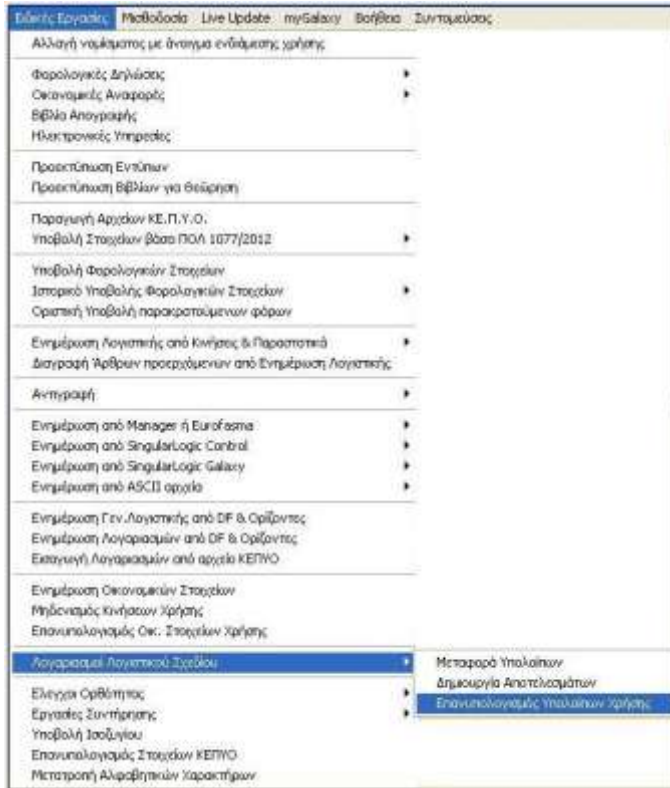 Ειδικές Εργασίες Μισθοδοσία Live Update myGalaxy Βοήθεια Συντομεύσεις
Αλλαγή νομίσματος με άνοιγμα ενδιάμεσης χρήσης
Φορολογικές Δηλώσεις
Οικονομικές Αναφορές
Βιβλία Απογραφής
Ηλεκτρονικές Υπηρεσίες
Προεκτύπωση Εντύπων
Προεκτύπωση Βιβλίων για Θεώρηση
Παραγωγή Αρχείων ΚΕ.Π.Υ.Ο.
Υποβολή Στοιχείων βάσει ΠΟΛ 1077/2012
Υποβολή Φορολογικών Στοιχείων
Ιστορικό Υποβολής Φορολογικών Στοιχείων
Οριστική Υποβολή παρακρατούμενων φόρων
Ενημέρωση Λογιστικής από Κινήσεις & Παραστατικά
Διαγραφή Άρθρων προερχόμενων από Ενημέρωση Λογιστικής
Αντιγραφή
Ενημέρωση από Manager ή Eurofasma
Ενημέρωση από SingularLogic Control
Ενημέρωση από SingularLogic Galaxy
Ενημέρωση από ASCII αρχεία
Ενημέρωση Γεν.Λογιστικής από DF & Ορίζοντες
Ενημέρωση Λογαριασμών από DF & Ορίζοντες
Εισαγωγή Λογαριασμών από αρχείο ΚΕΠΥΟ
Ενημέρωση Οικονομικών Στοιχείων
Μηδενισμός Κινήσεων Χρήσης
Επανυπολογισμός Οικ. Στοιχείων Χρήσης
Λογαριασμοί Λογιστικού Σχεδίου
Μεταφορά Υπολοίπων
Δημιουργία Αποτελεσμάτων
Επανυπολογισμός Υπολοίπων Χρήσης
Έλεγχοι Ορθότητας
Εργασίες Συντήρησης
Υποβολή Ισοζυγίου
Επανυπολογισμός Στοιχείων ΚΕΠΥΟ
Μετατροπή Αλφαβητικών Χαρακτήρων